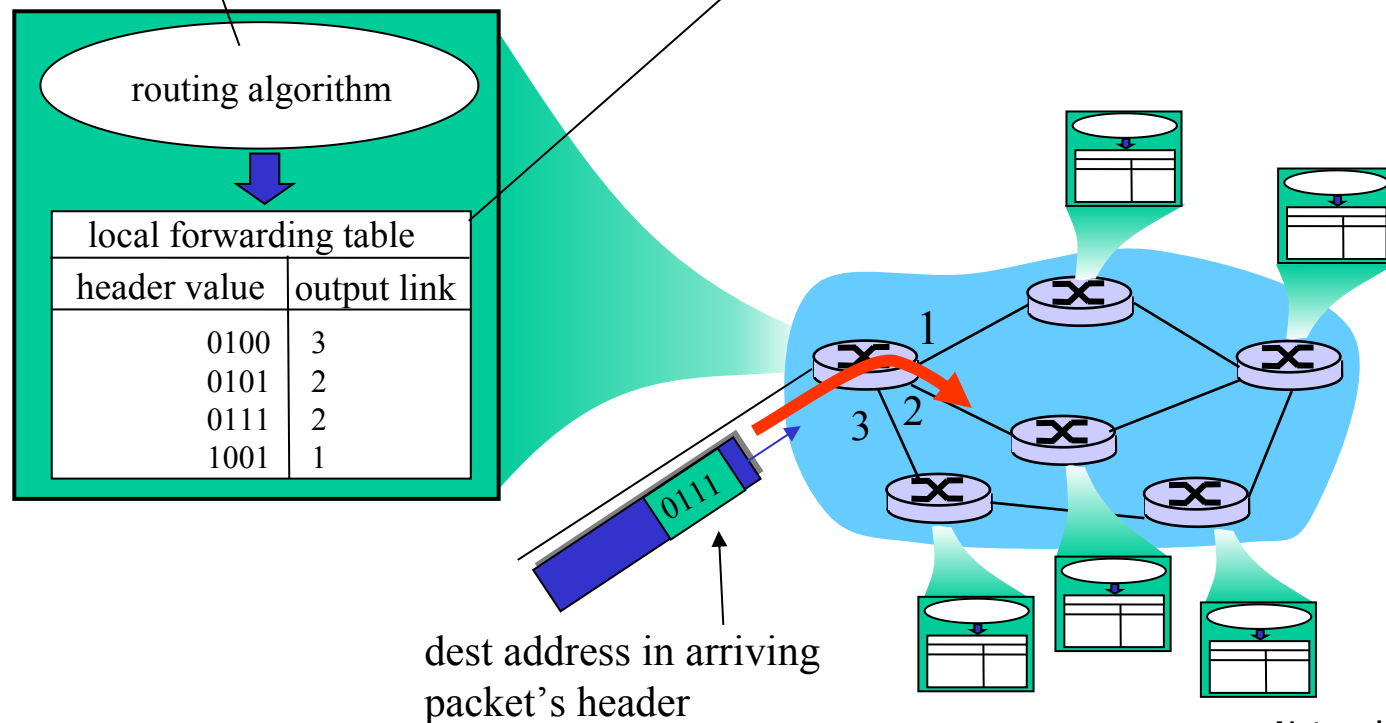 routing algorithm
local forwarding table
header value output link
0100 3
0101 2
0111 2
1001 1
1
2
3
0111
dest address in arriving
packet's header